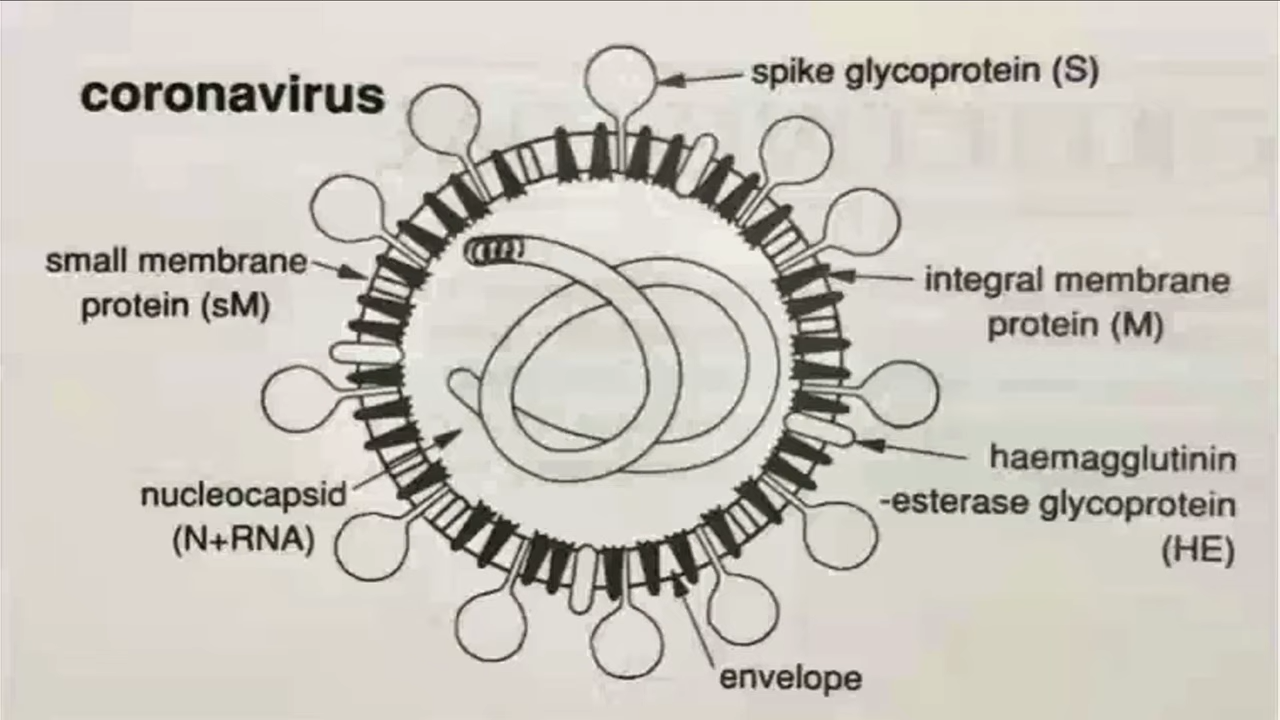 coronavirus
spike glycoprotein (S)
small membrane
protein (sM)
integral membrane
protein (M)
haemagglutinin
-esterase glycoprotein
(HE)
nucleocapsid
(N+RNA)
envelope